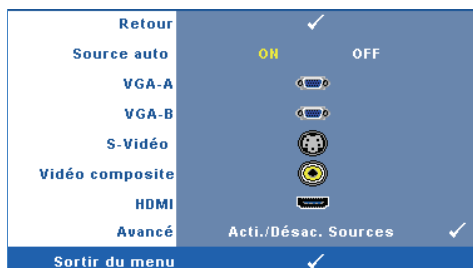 Retour
Source auto ON OFF
VGA-A
VGA-B
S-Vidéo
Vidéo composite
HDMI
Avancé Acti./Désac. Sources
Sortir du menu